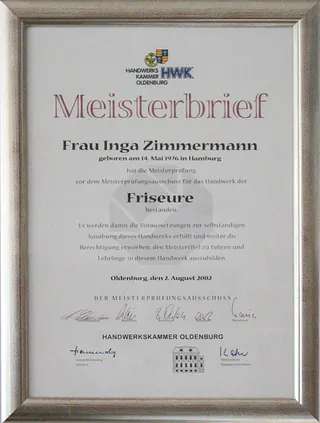 HANDWERKS
KAMMER
OLDENBURG
HWK
Meisterbrief
Frau Inga Zimmermann
geboren am 14. Mai 1976 in Hamburg
hat die Meisterprüfung
vor dem Meisterprüfungsausschuss für das Handwerk der
Friseure
bestanden.
Es werden damit die Voraussetzungen zur selbständigen
Ausübung dieses Handwerks erfüllt und weiter die
Berechtigung erworben, den Meistertitel zu führen und
Lehrlinge in diesem Handwerk auszubilden.
Oldenburg, den 2. August 2002
DER MEISTERPRÜFUNGSAUSSCHUSS
HANDWERKSKAMMER OLDENBURG